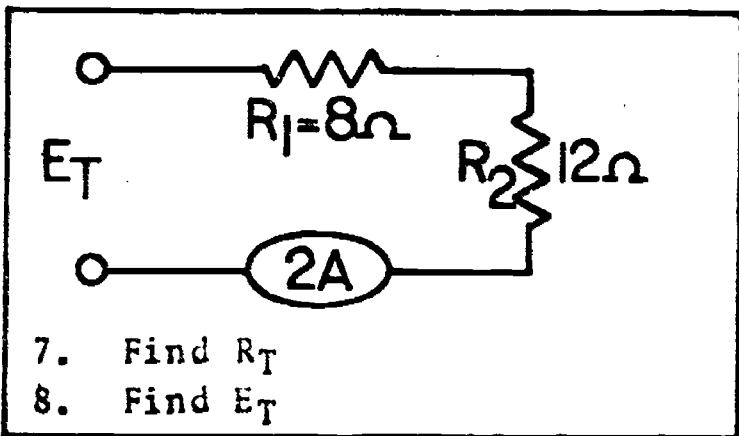 R1=8Ω
ET
R2 12Ω
2A
7. Find RT
8. Find ET